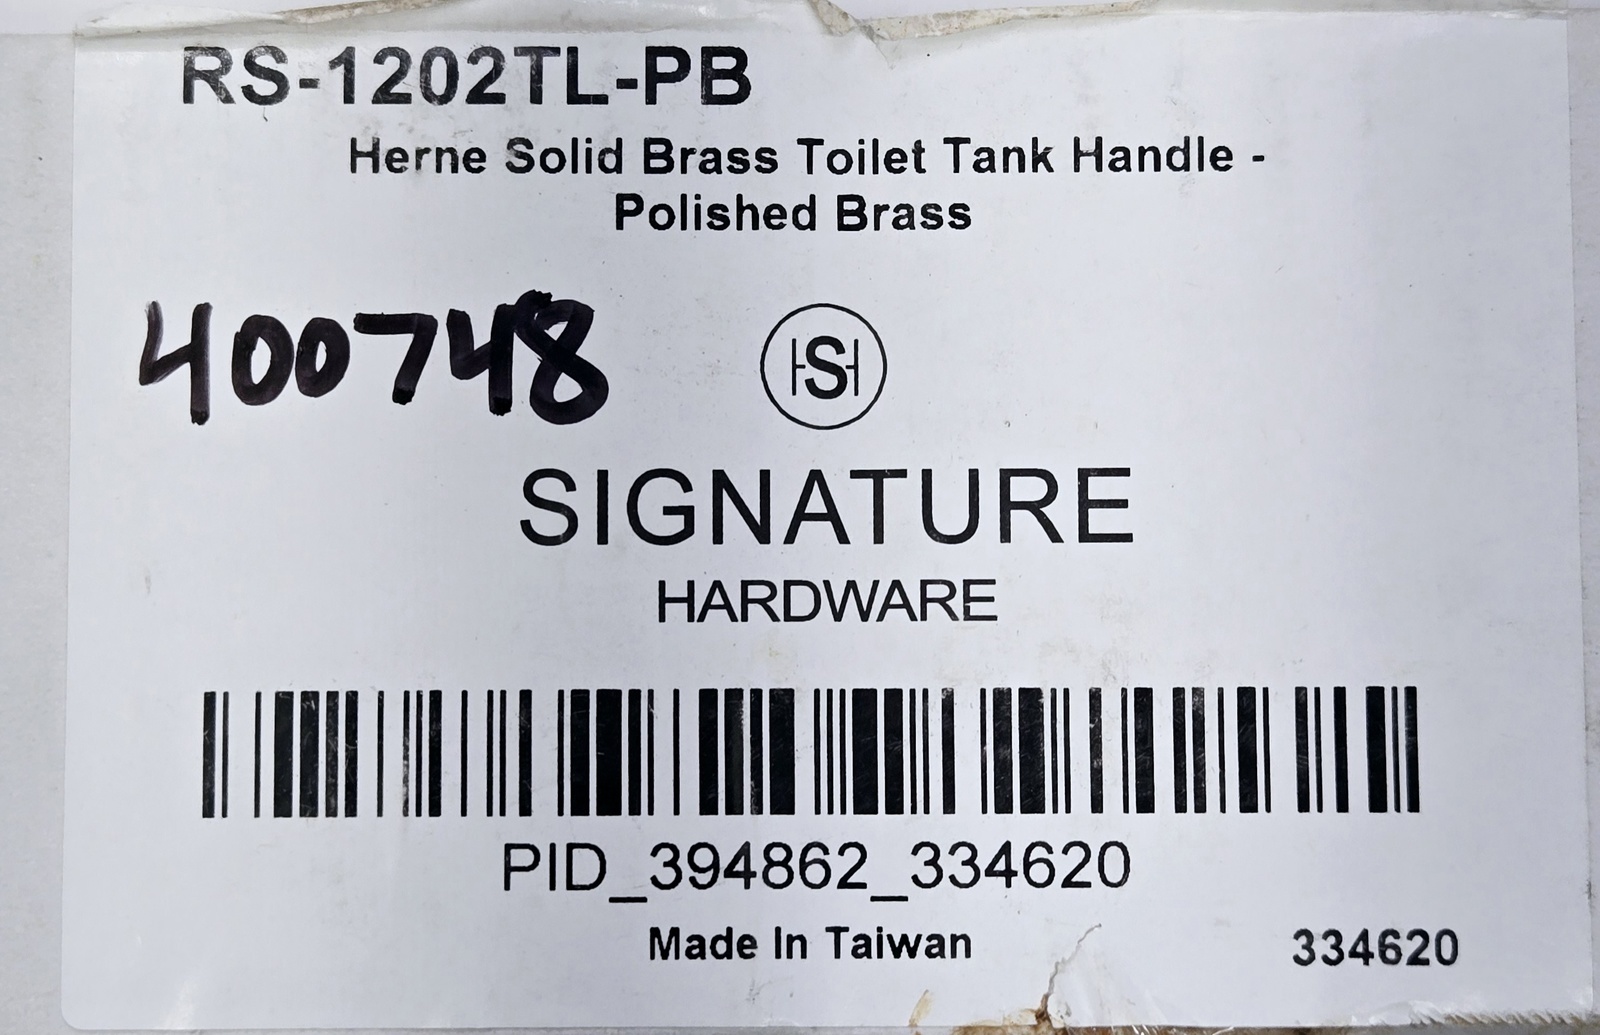 RS-1202TL-PB
Herne Solid Brass Toilet Tank Handle -
Polished Brass
400748
HSH
SIGNATURE
HARDWARE
PID_394862_334620
Made In Taiwan
334620